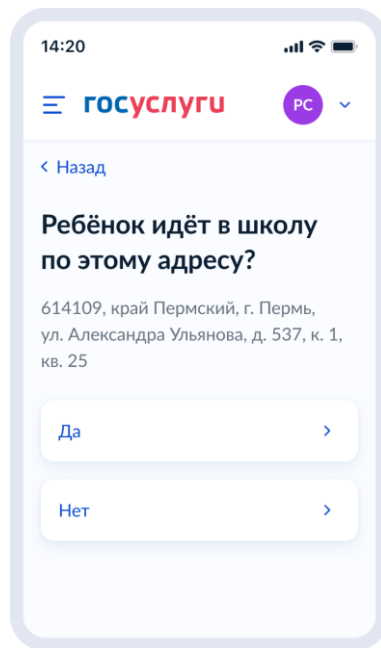 14:20
госуслуги
РС
Назад
Ребёнок идёт в школу
по этому адресу?
614109, край Пермский, г. Пермь,
ул. Александра Ульянова, д. 537, к. 1,
кв. 25
Да
Нет